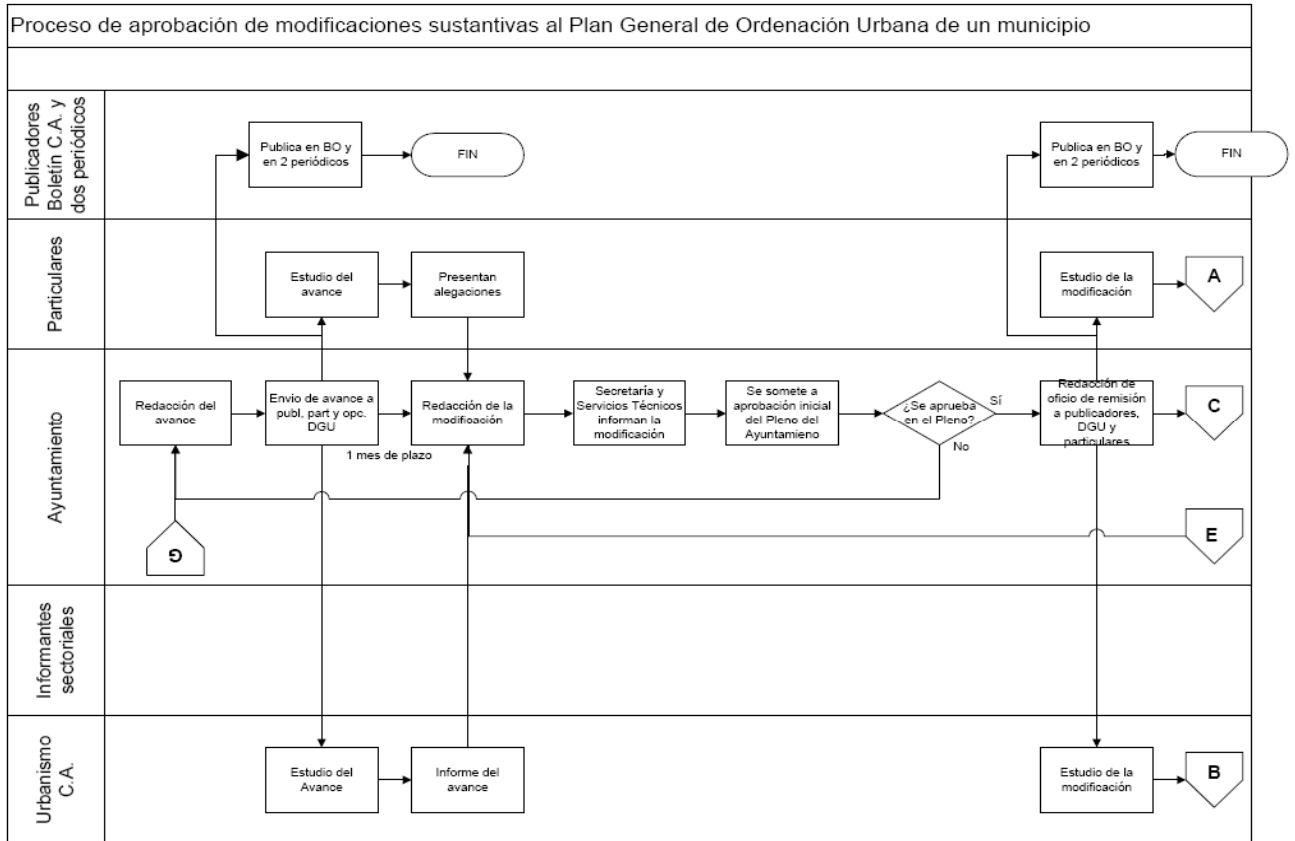 Proceso de aprobación de modificaciones sustantivas al Plan General de Ordenación Urbana de un municipio
Publicadores
Boletín C.A. y
dos periódicos
Publica en BO y
en 2 periódicos
FIN
Publica en BO y
en 2 periódicos
FIN
Particulares
Estudio del
avance
Presentan
alegaciones
Estudio de la
modificación
A
Ayuntamiento
Redacción del
avance
Envio de avance a
publ, part y opc.
DGU
1 mes de plazo
Redacción de la
modificación
Secretaría y
Servicios Técnicos
informan la
modificación
Se somete a
aprobación inicial
del Pleno del
Ayuntamieno
¿Se aprueba
en el Pleno?
Sí
No
Redacción de
oficio de remisión
a publicadores,
DGU y
particulares
C
G
E
Informantes
sectoriales
Urbanismo
C.A.
Estudio del
Avance
Informe del
avance
Estudio de la
modificación
B